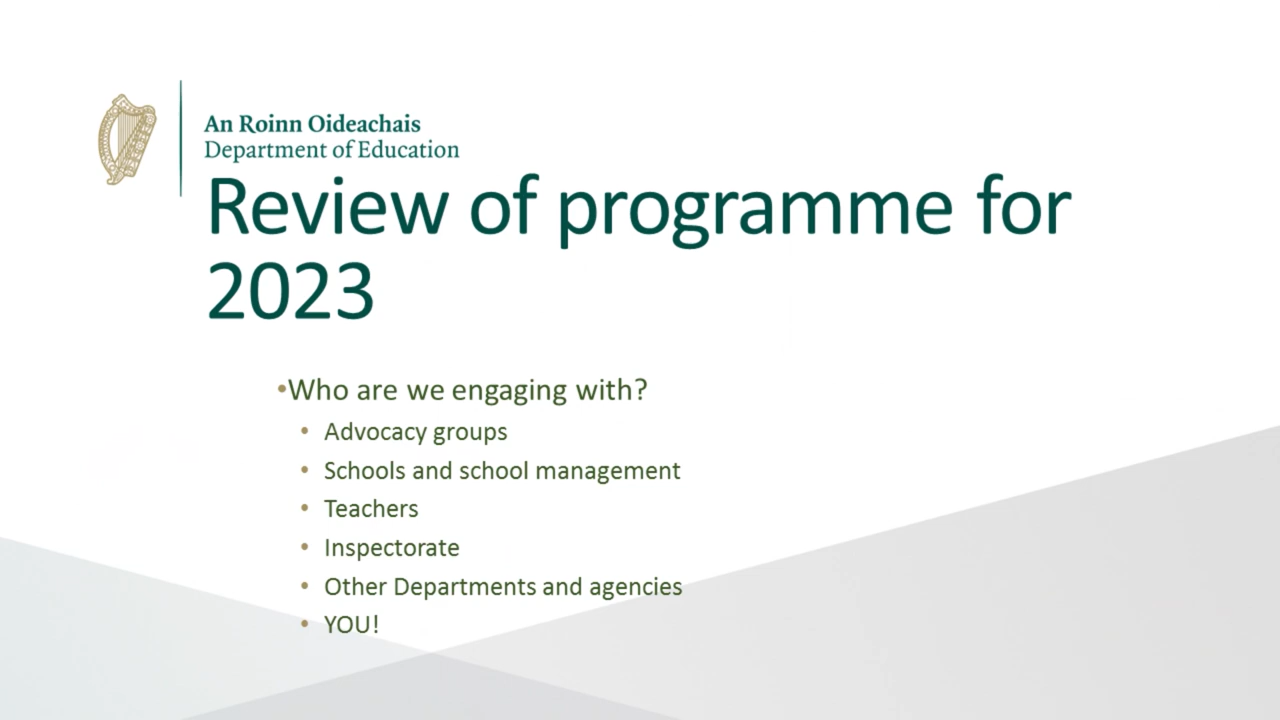 An Roinn Oideachais
Department of Education
Review of programme for
2023
•Who are we engaging with?
• Advocacy groups
• Schools and school management
• Teachers
• Inspectorate
• Other Departments and agencies
• YOU!